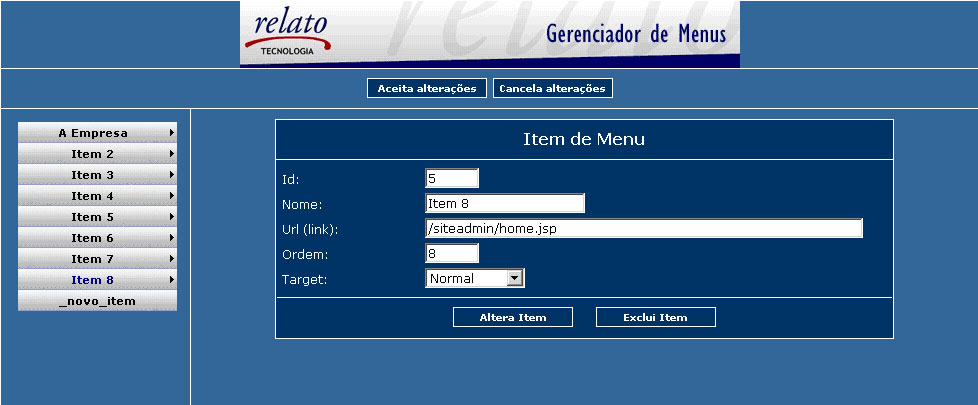 relato
TECNOLOGIA
relato
Gerenciador de Menus
Aceita alterações Cancela alterações
A Empresa
Item 2
Item 3
Item 4
Item 5
Item 6
Item 7
Item 8
_novo_item
Item de Menu
Id: 5
Nome: Item 8
Url (link): /siteadmin/home.jsp
Ordem: 8
Target: Normal
Altera Item Exclui Item